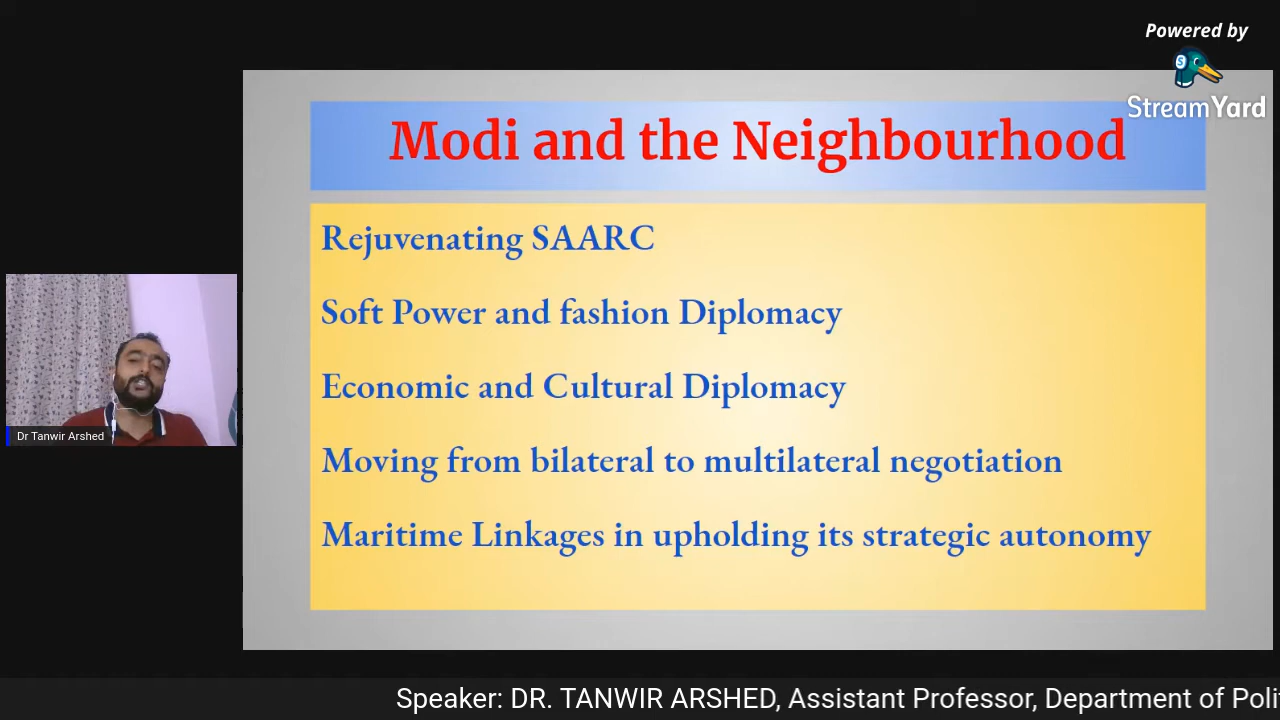 Powered by
StreamYard
Modi and the Neighbourhood
Rejuvenating SAARC
Soft Power and fashion Diplomacy
Economic and Cultural Diplomacy
Moving from bilateral to multilateral negotiation
Maritime Linkages in upholding its strategic autonomy
Dr Tanwir Arshed
Speaker: DR. TANWIR ARSHED, Assistant Professor, Department of Poli